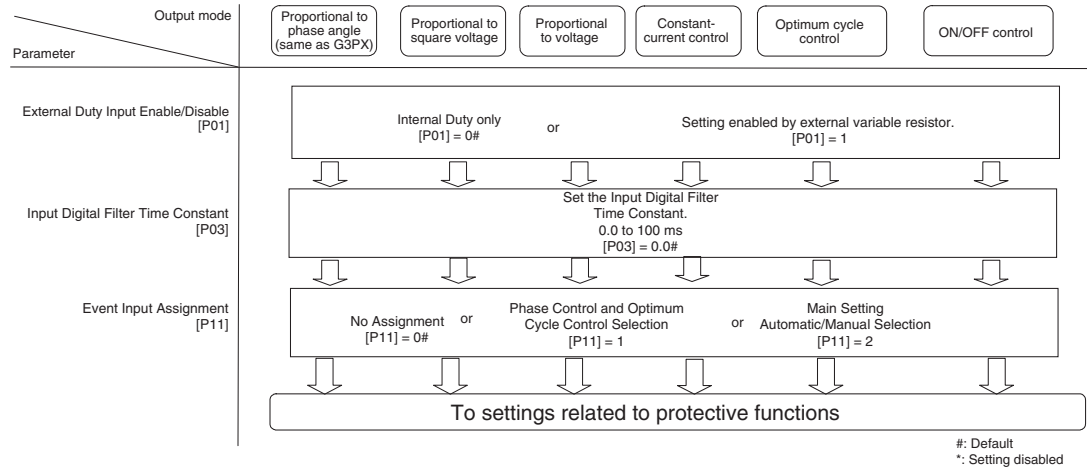 Output mode
Parameter
Proportional to
phase angle
(same as G3PX)
Proportional to
square voltage
Proportional
to voltage
Constant-
current control
Optimum cycle
control
ON/OFF control
External Duty Input Enable/Disable
[P01]
Internal Duty only
[P01] = 0#
or
Setting enabled by external variable resistor.
[P01] = 1
Input Digital Filter Time Constant
[P03]
Set the Input Digital Filter
Time Constant.
0.0 to 100 ms
[P03] = 0.0#
Event Input Assignment
[P11]
No Assignment
[P11] = 0#
or
Phase Control and Optimum
Cycle Control Selection
[P11] = 1
or
Main Setting
Automatic/Manual Selection
[P11] = 2
To settings related to protective functions
#: Default
*: Setting disabled